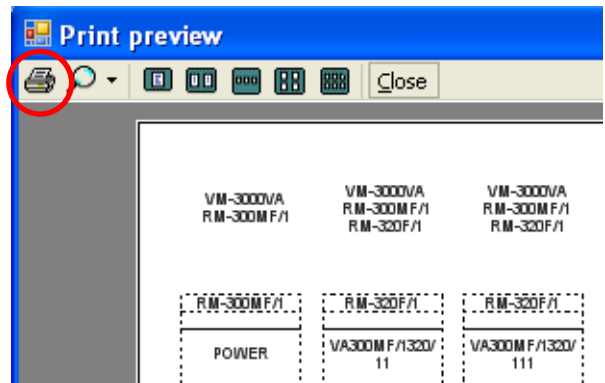 Print preview
Close
VM-3000VA
RM-300MF/1
VM-3000VA
RM-300MF/1
RM-320F/1
VM-3000VA
RM-300MF/1
RM-320F/1
RM-300MF/1
RM-320F/1
RM-320F/1
POWER
VA300MF/1320/
11
VA300MF/1320/
111